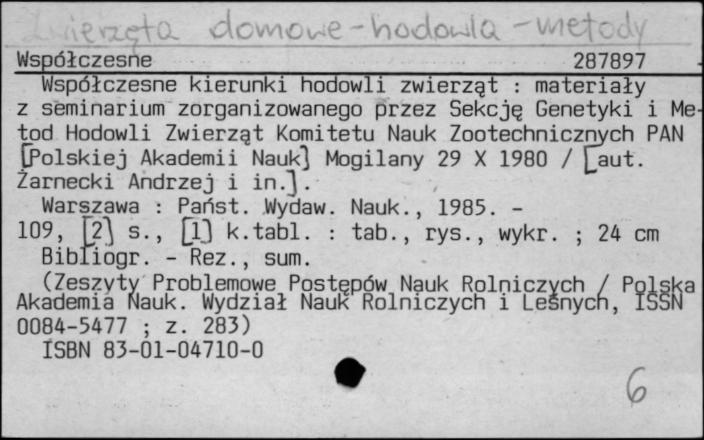 Zwierzęta domowe - hodowla - metody
Współczesne 287897
Współczesne kierunki hodowli zwierząt : materiały
z seminarium zorganizowanego przez Sekcję Genetyki i Me-
tod Hodowli Zwierząt Komitetu Nauk Zootechnicznych PAN
[Polskiej Akademii Nauk] Mogilany 29 X 1980 / [aut.
Żarnecki Andrzej i in.].
Warszawa : Państ. Wydaw. Nauk., 1985. -
109, [2] s., [1] k.tabl. : tab., rys., wykr. ; 24 cm
Bibliogr. - Rez., sum.
(Zeszyty Problemowe Postępów Nauk Rolniczych / Polska
Akademia Nauk. Wydział Nauk Rolniczych i Leśnych, ISSN
0084-5477 ; z. 283)
ISBN 83-01-04710-0
6